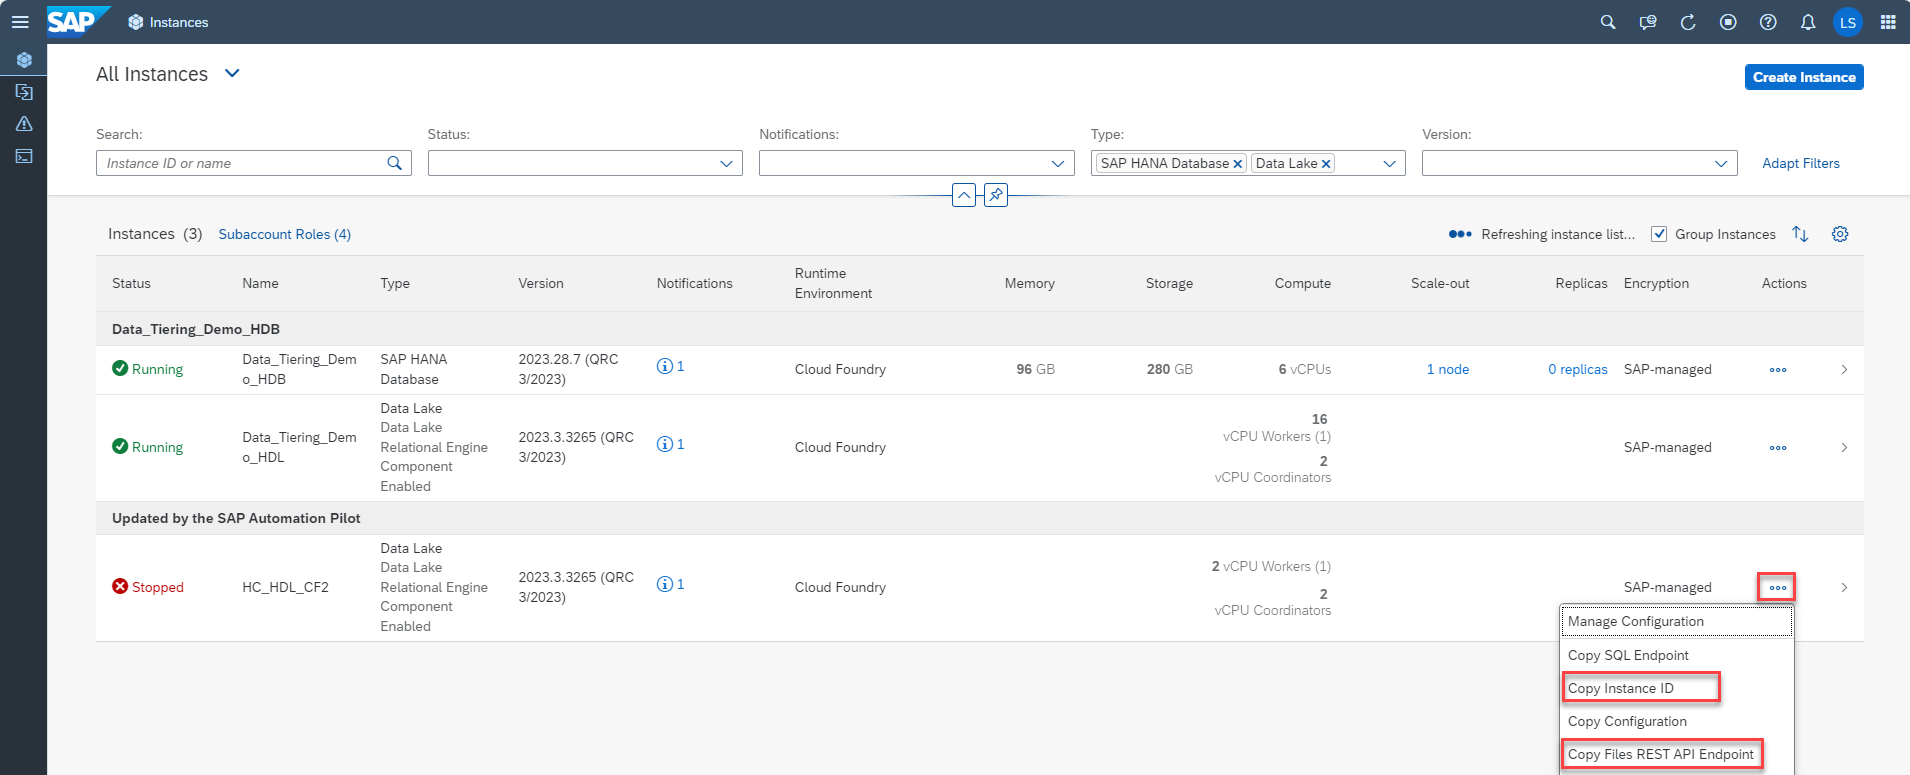 SAP Instances LS
All Instances
Create Instance
Search: Status: Notifications: Type: Version:
Instance ID or name SAP HANA Database Data Lake Adapt Filters
Instances (3) Subaccount Roles (4) Refreshing instance list... Group Instances
Status Name Type Version Notifications Runtime Environment Memory Storage Compute Scale-out Replicas Encryption Actions
Data_Tiering_Demo_HDB
Running
Data_Tiering_Dem
o_HDB
SAP HANA
Database
2023.28.7 (QRC
3/2023)
1
Cloud Foundry
96 GB
280 GB
6 vCPUs
1 node
0 replicas
SAP-managed
Running
Data_Tiering_Dem
o_HDL
Data Lake
Data Lake
Relational Engine
Component
Enabled
2023.3.3265 (QRC
3/2023)
1
Cloud Foundry
16
vCPU Workers (1)
2
vCPU Coordinators
SAP-managed
Updated by the SAP Automation Pilot
Stopped
HC_HDL_CF2
Data Lake
Data Lake
Relational Engine
Component
Enabled
2023.3.3265 (QRC
3/2023)
1
Cloud Foundry
2 vCPU Workers (1)
2
vCPU Coordinators
SAP-managed
Manage Configuration
Copy SQL Endpoint
Copy Instance ID
Copy Configuration
Copy Files REST API Endpoint